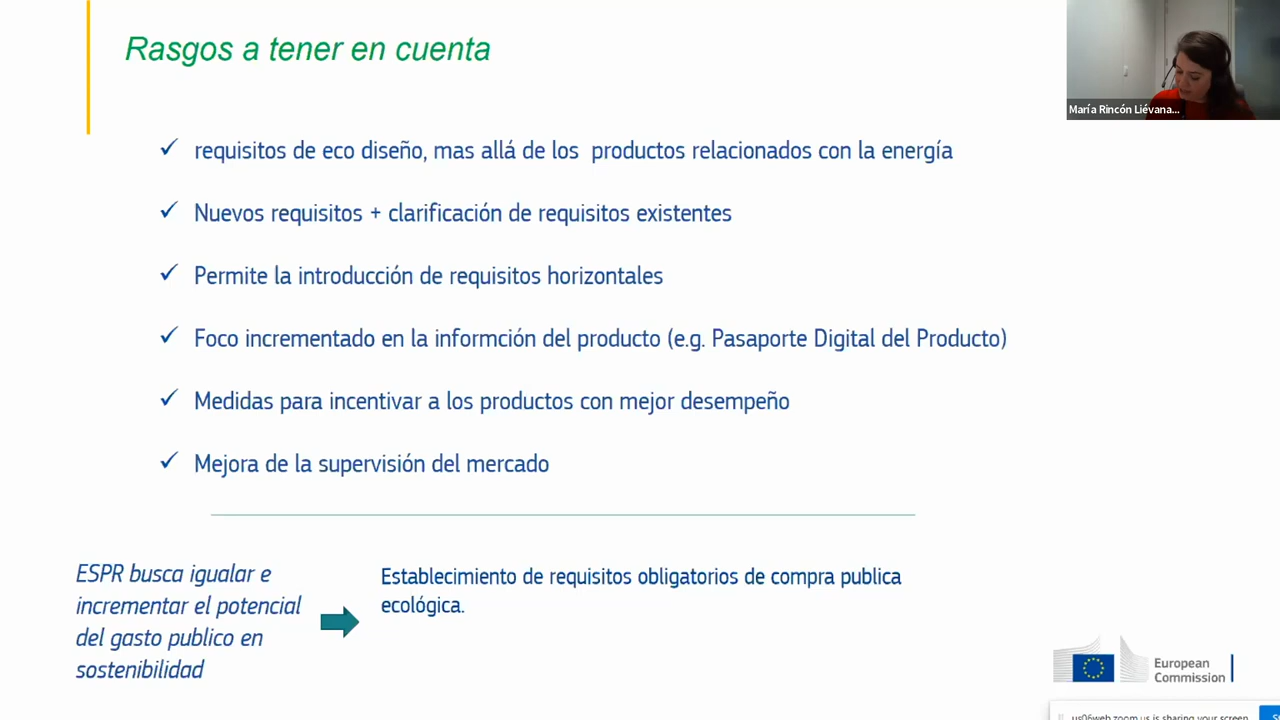 Rasgos a tener en cuenta
María Rincón Liévana...
requisitos de eco diseño, mas allá de los productos relacionados con la energía
Nuevos requisitos + clarificación de requisitos existentes
Permite la introducción de requisitos horizontales
Foco incrementado en la informción del producto (e.g. Pasaporte Digital del Producto)
Medidas para incentivar a los productos con mejor desempeño
Mejora de la supervisión del mercado
ESPR busca igualar e
incrementar el potencial
del gasto publico en
sostenibilidad
Establecimiento de requisitos obligatorios de compra publica
ecológica.
European
Commission
us06web.zoom.us is sharing your screen.